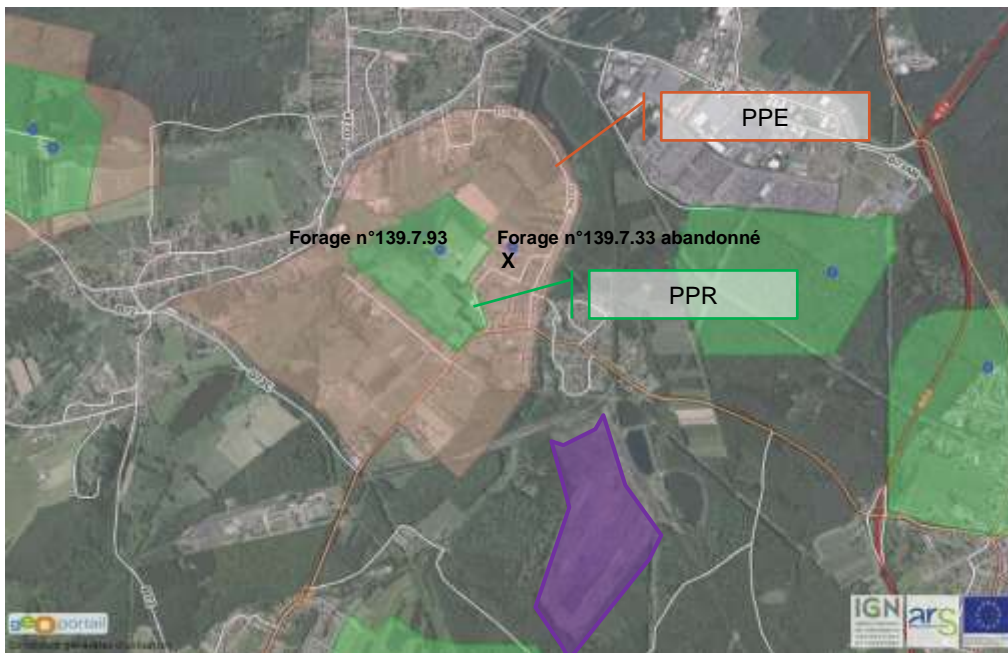 PPE
Forage n°139.7.93
Forage n°139.7.33 abandonné
X
PPR
geoportail
IGN
ars